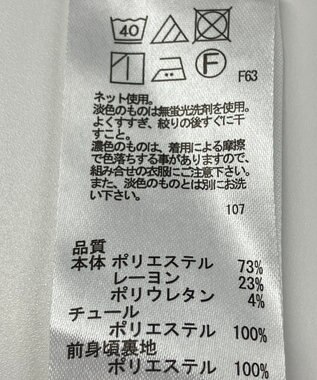 40
F
F63
ネット使用。
淡色のものは無蛍光洗剤を使用。
よくすすぎ、絞りの後すぐに干
すこと。
濃色のものは、着用による摩擦
で色落ちする事がありますので、
組み合せの衣服にご注意下さい。
また、淡色のものとは別にお洗
い下さい。
107
品質
本体 ポリエステル 73%
レーヨン 23%
ポリウレタン 4%
チュール
ポリエステル 100%
前身頃裏地
ポリエステル 100%